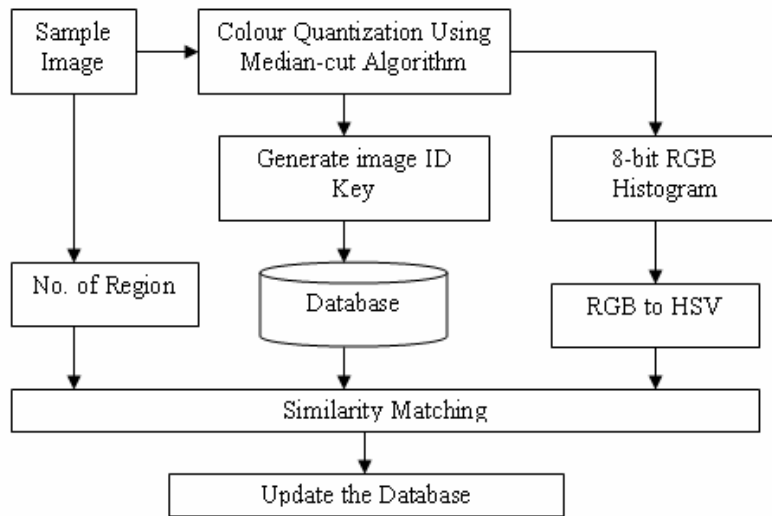 Sample
Image
Colour Quantization Using
Median-cut Algorithm
Generate image ID
Key
8-bit RGB
Histogram
No. of Region
Database
RGB to HSV
Similarity Matching
Update the Database